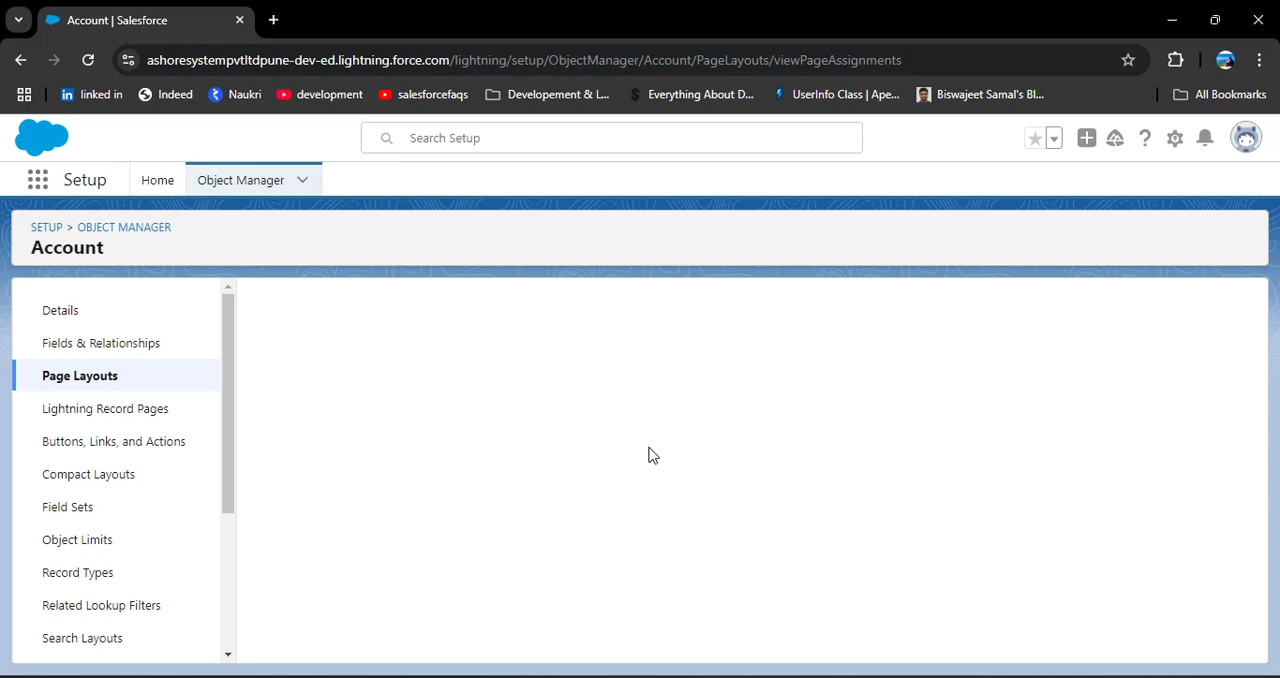 Account | Salesforce
ashoresystempvtltdpune-dev-ed.lightning.force.com/lightning/setup/ObjectManager/Account/PageLayouts/viewPageAssignments
linked in Indeed Naukri development salesforcefaqs Developement & L... Everything About D... UserInfo Class | Ape... Biswajeet Samal's Bl... All Bookmarks
Search Setup
Setup Home Object Manager
SETUP > OBJECT MANAGER
Account
Details
Fields & Relationships
Page Layouts
Lightning Record Pages
Buttons, Links, and Actions
Compact Layouts
Field Sets
Object Limits
Record Types
Related Lookup Filters
Search Layouts